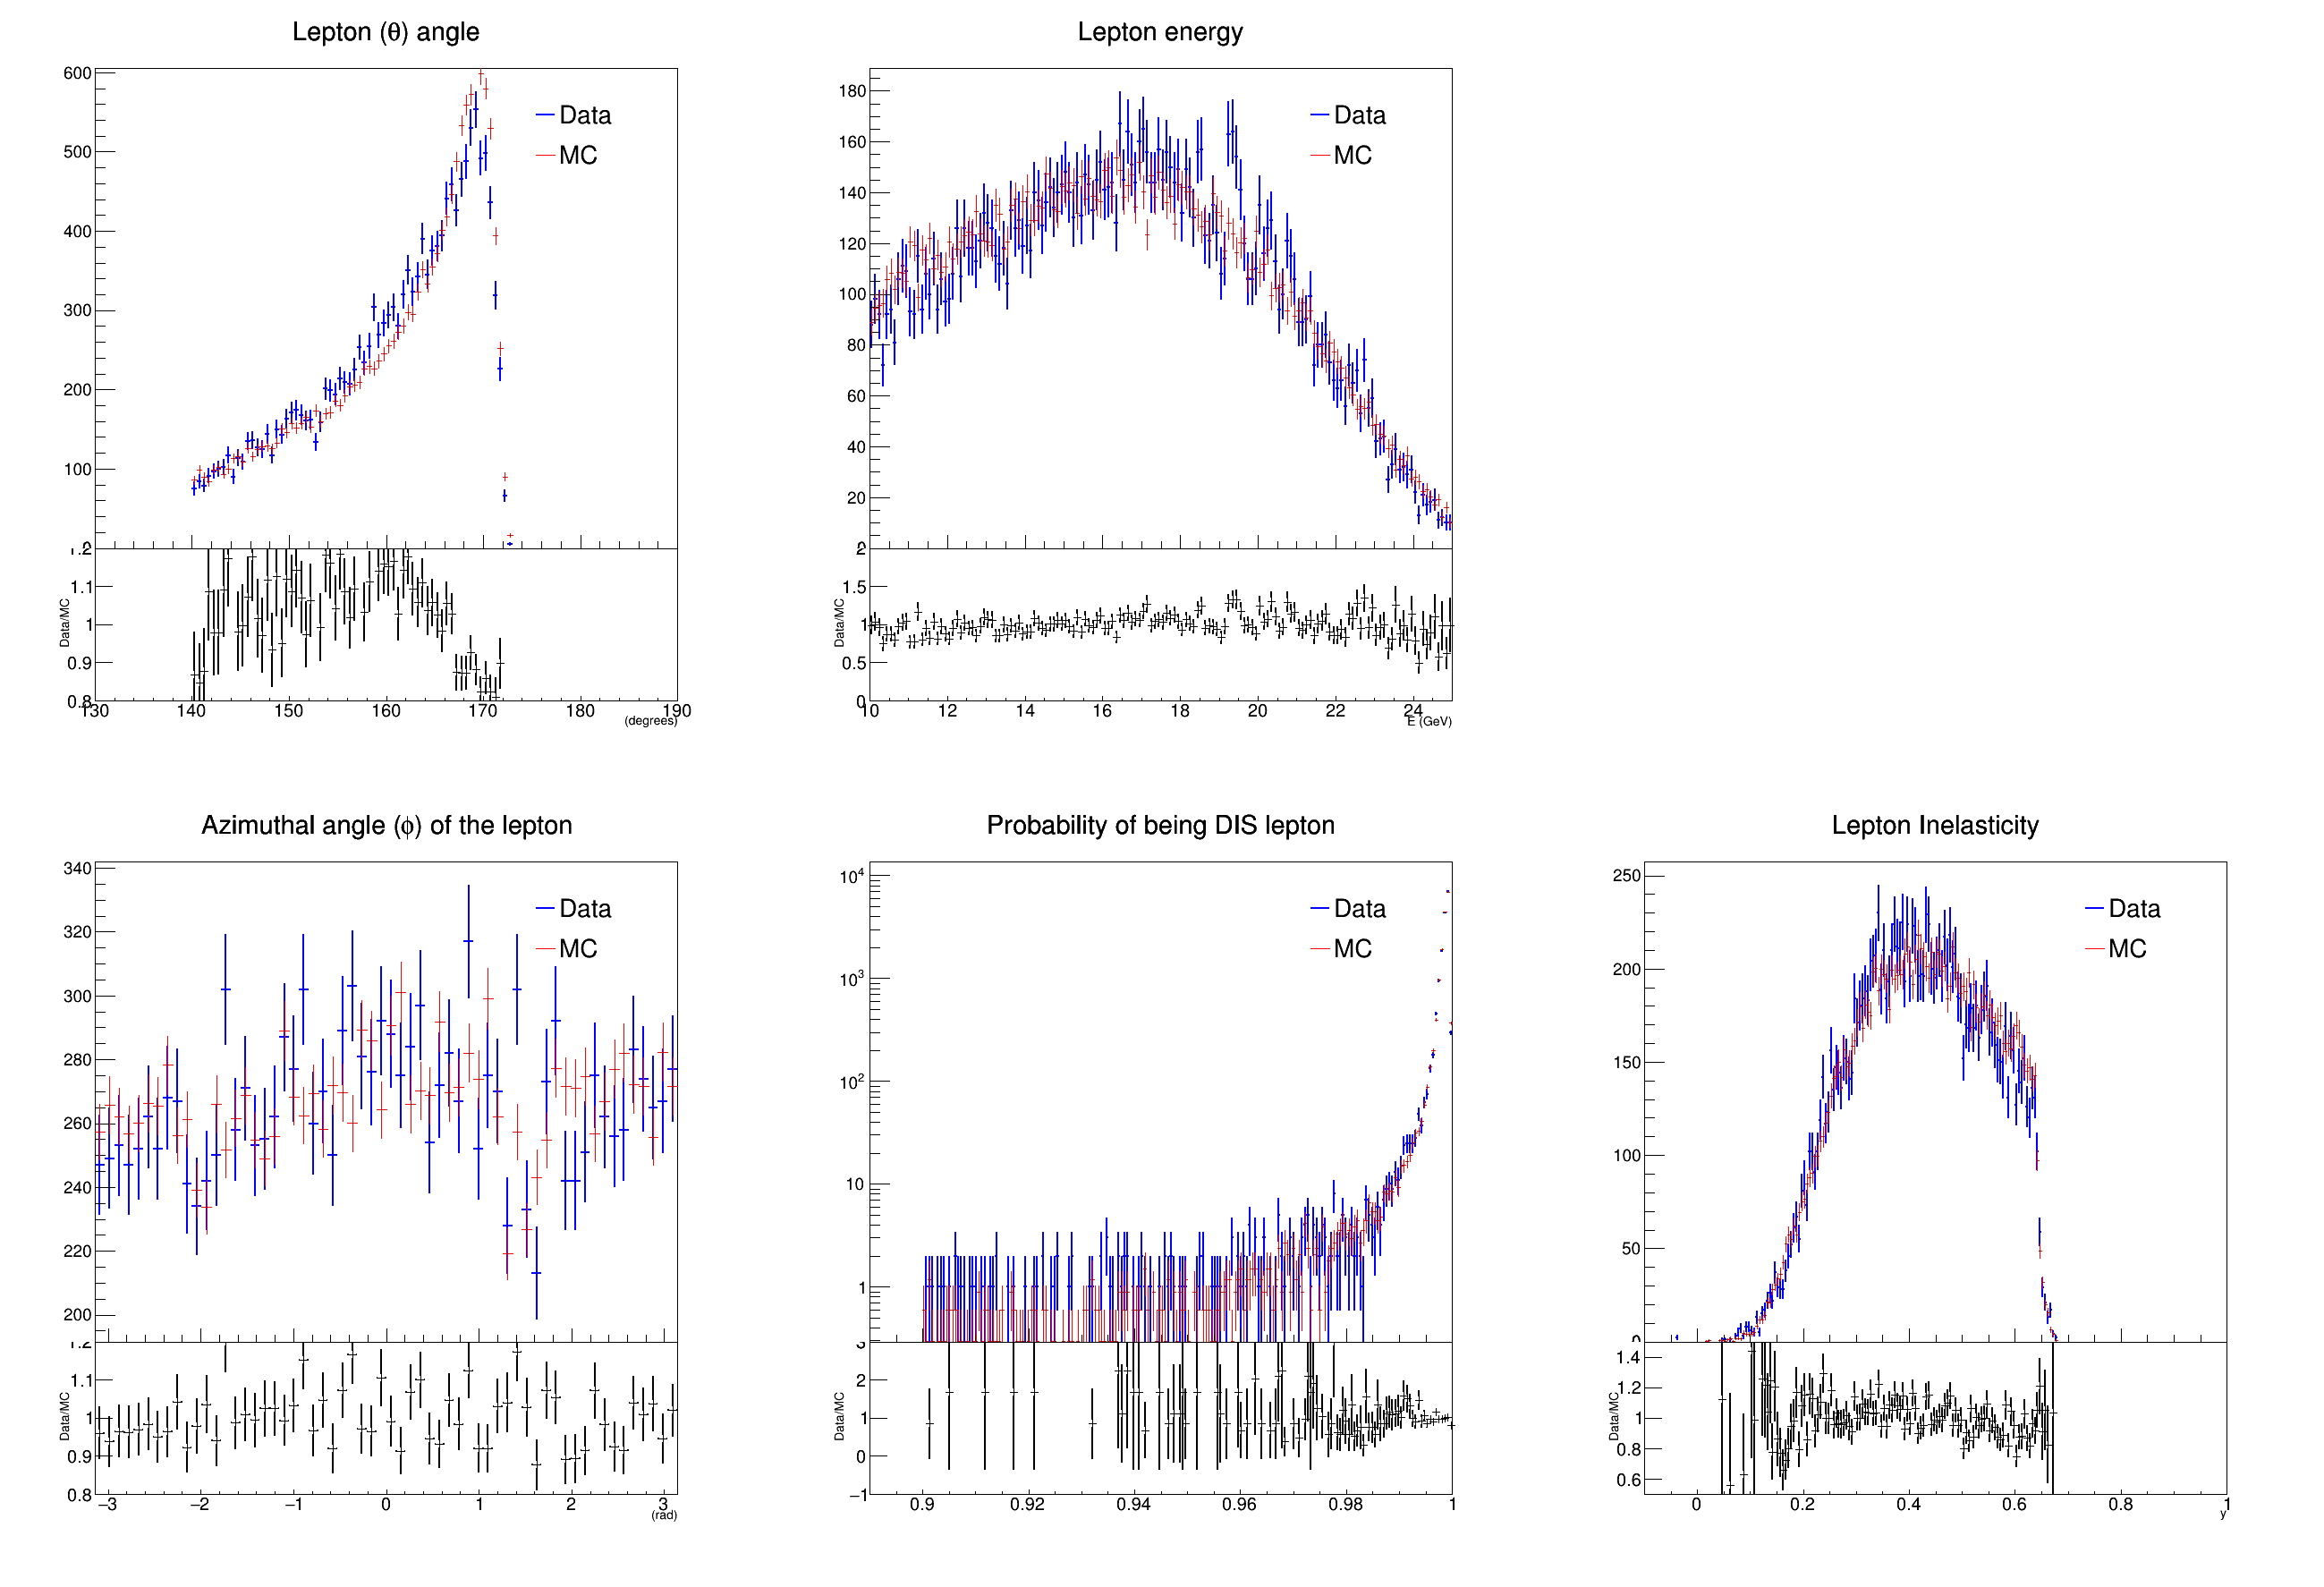 Lepton (θ) angle
600
500
400
300
200
100
0
Data
MC
1.2
1.1
1
0.9
0.8
Data/MC
130 140 150 160 170 180 190
(degrees)
Lepton energy
180
160
140
120
100
80
60
40
20
0
Data
MC
2
1.5
1
0.5
0
Data/MC
10 12 14 16 18 20 22 24
E (GeV)
Azimuthal angle (ϕ) of the lepton
340
320
300
280
260
240
220
200
Data
MC
1.2
1.1
1
0.9
0.8
Data/MC
−3 −2 −1 0 1 2 3
(rad)
Probability of being DIS lepton
10⁴
10³
10²
10
1
Data
MC
3
2
1
0
−1
Data/MC
0.9 0.92 0.94 0.96 0.98 1
Lepton Inelasticity
250
200
150
100
50
0
Data
MC
1.4
1.2
1
0.8
0.6
Data/MC
0 0.2 0.4 0.6 0.8 1
y